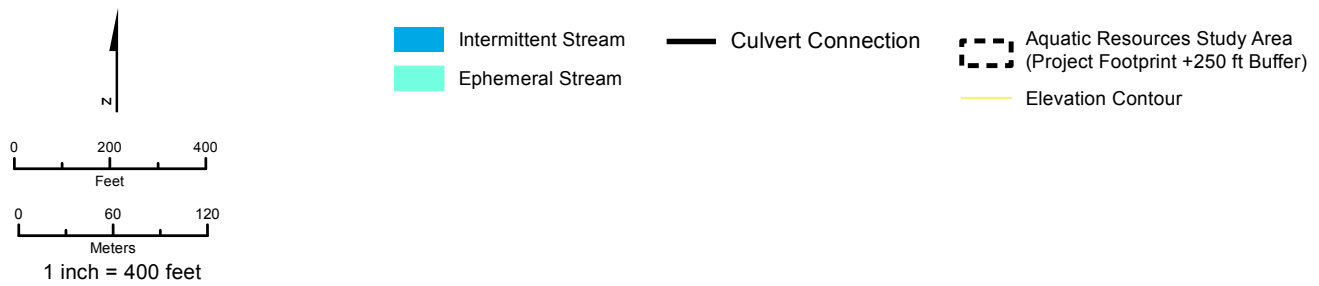 N
0 200 400
Feet
0 60 120
Meters
1 inch = 400 feet
Intermittent Stream
Ephemeral Stream
Culvert Connection
Aquatic Resources Study Area
(Project Footprint +250 ft Buffer)
Elevation Contour